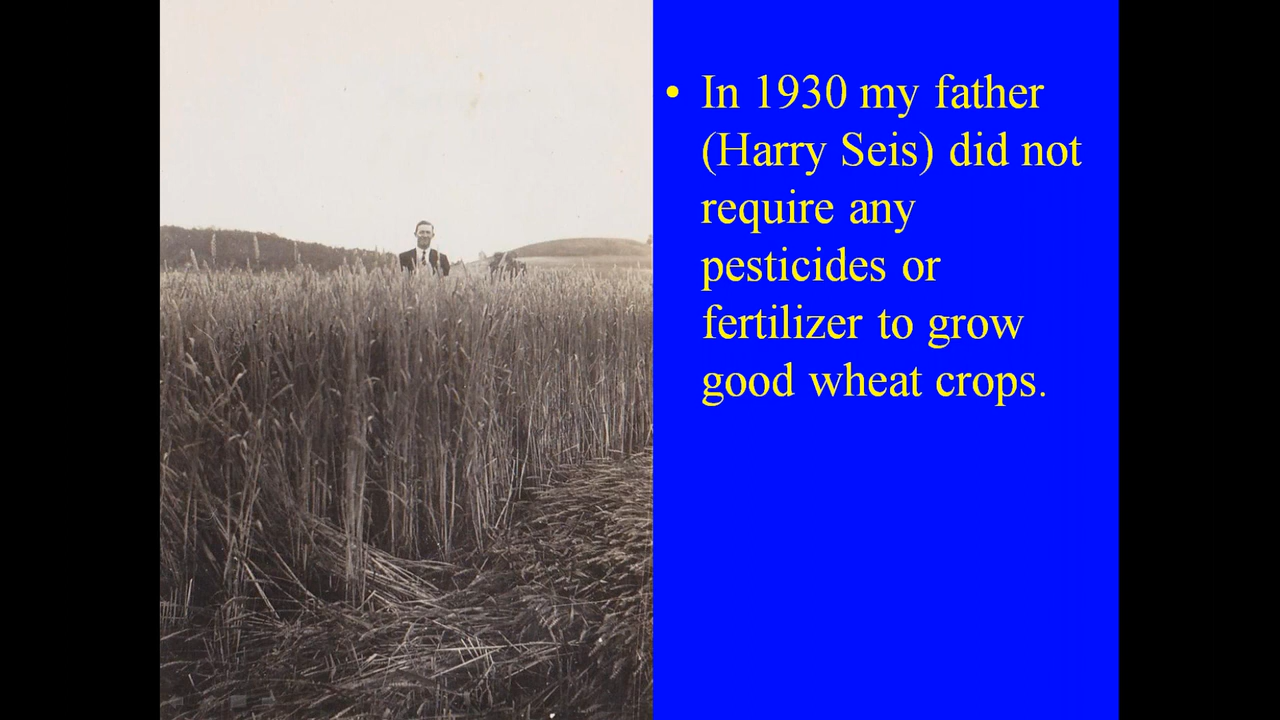 • In 1930 my father
(Harry Seis) did not
require any
pesticides or
fertilizer to grow
good wheat crops.